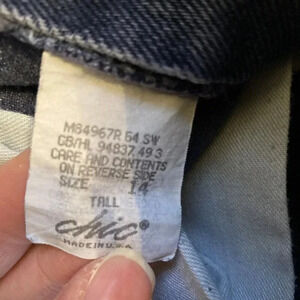 M84967R 54 SW
CB/HL 94837 49 3
CARE AND CONTENTS
ON REVERSE SIDE
SIZE 14
TALL
chic®
MADE IN U.S.A